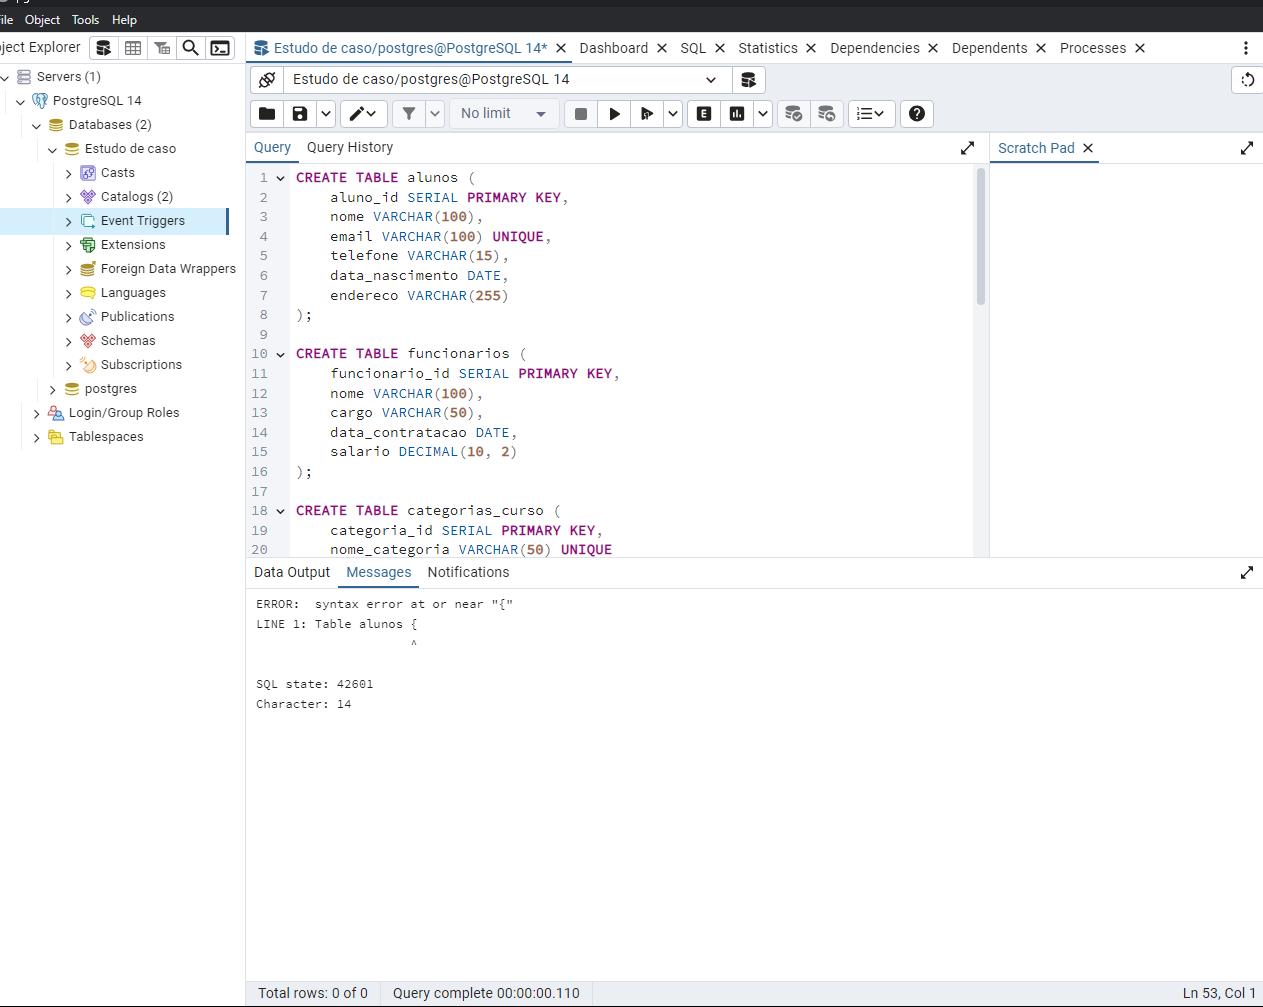 ile Object Tools Help
ject Explorer
Servers (1)
PostgreSQL 14
Databases (2)
Estudo de caso
Casts
Catalogs (2)
Event Triggers
Extensions
Foreign Data Wrappers
Languages
Publications
Schemas
Subscriptions
postgres
Login/Group Roles
Tablespaces
Estudo de caso/postgres@PostgreSQL 14* Dashboard SQL Statistics Dependencies Dependents Processes
Estudo de caso/postgres@PostgreSQL 14
No limit
E
Query Query History
Scratch Pad
1 CREATE TABLE alunos (
2 aluno_id SERIAL PRIMARY KEY,
3 nome VARCHAR(100),
4 email VARCHAR(100) UNIQUE,
5 telefone VARCHAR(15),
6 data_nascimento DATE,
7 endereco VARCHAR(255)
8 );
9
10 CREATE TABLE funcionarios (
11 funcionario_id SERIAL PRIMARY KEY,
12 nome VARCHAR(100),
13 cargo VARCHAR(50),
14 data_contratacao DATE,
15 salario DECIMAL(10, 2)
16 );
17
18 CREATE TABLE categorias_curso (
19 categoria_id SERIAL PRIMARY KEY,
20 nome_categoria VARCHAR(50) UNIQUE
Data Output Messages Notifications
ERROR: syntax error at or near "{"
LINE 1: Table alunos {
^
SQL state: 42601
Character: 14
Total rows: 0 of 0 Query complete 00:00:00.110 Ln 53, Col 1